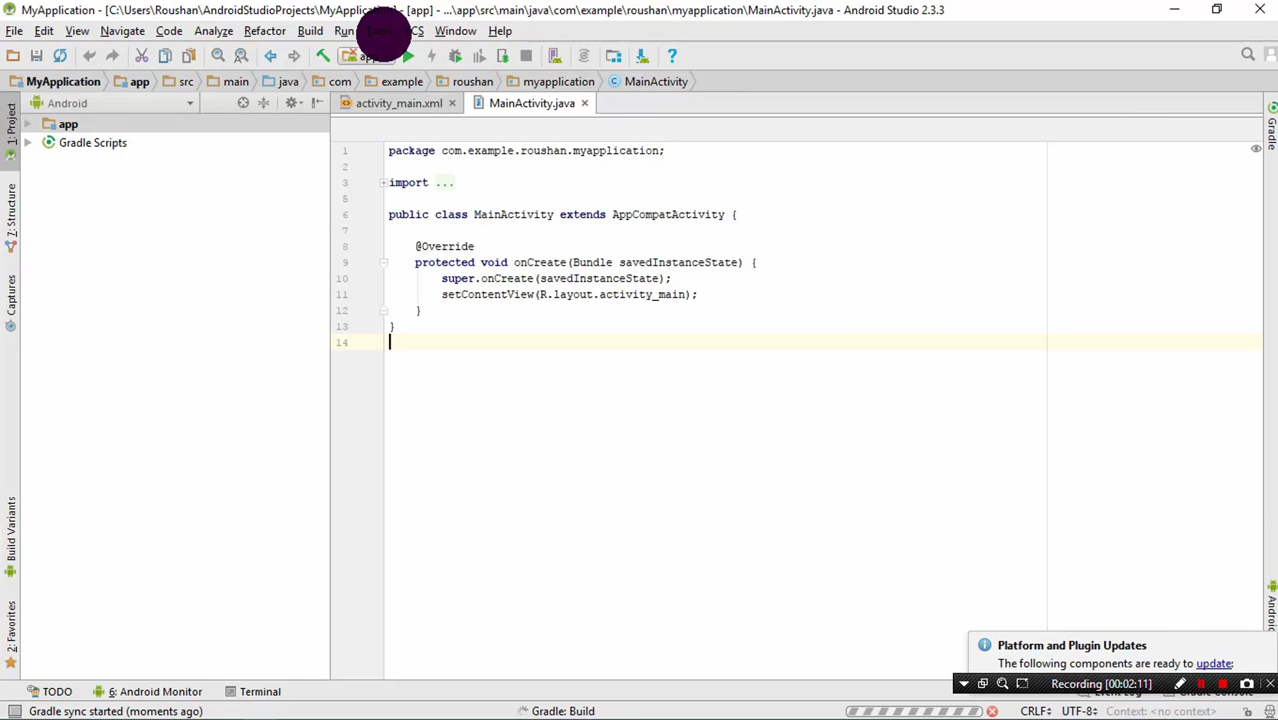 MyApplication - [C:\Users\Roushan\AndroidStudioProjects\MyApplication] - [app] - ...\app\src\main\java\com\example\roushan\myapplication\MainActivity.java - Android Studio 2.3.3
File Edit View Navigate Code Analyze Refactor Build Run Window Help
app
MyApplication app src main java com example roushan myapplication MainActivity
Android
activity_main.xml
MainActivity.java
app
Gradle Scripts
1: Project
7: Structure
Captures
Build Variants
2: Favorites
1 package com.example.roushan.myapplication;
2
3 import ...
5
6 public class MainActivity extends AppCompatActivity {
7
8 @Override
9 protected void onCreate(Bundle savedInstanceState) {
10 super.onCreate(savedInstanceState);
11 setContentView(R.layout.activity_main);
12 }
13 }
14
Gradle
Platform and Plugin Updates
The following components are ready to update:
Recording [00:02:11]
TODO 6: Android Monitor Terminal
Gradle sync started (moments ago) Gradle: Build CRLF UTF-8 Context: <no context>